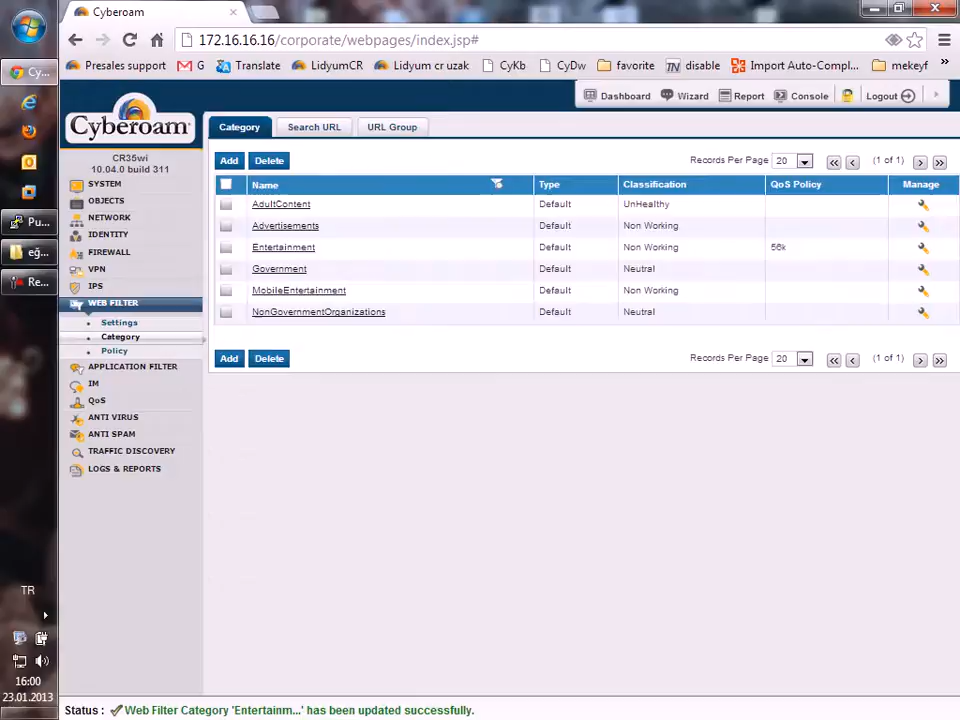 Cyberoam
172.16.16.16/corporate/webpages/index.jsp#
Presales support
G
Translate
LidyumCR
Lidyum cr uzak
CyKb
CyDw
favorite
disable
Import Auto-Compl...
mekeyf
»
Dashboard
Wizard
Report
Console
Logout
Cyberoam
CR35wi
10.04.0 build 311
SYSTEM
OBJECTS
NETWORK
IDENTITY
FIREWALL
VPN
IPS
WEB FILTER
Settings
Category
Policy
APPLICATION FILTER
IM
QoS
ANTI VIRUS
ANTI SPAM
TRAFFIC DISCOVERY
LOGS & REPORTS
Category
Search URL
URL Group
Add
Delete
Records Per Page 20
(1 of 1)
Name Type Classification QoS Policy Manage
AdultContent Default UnHealthy
Advertisements Default Non Working
Entertainment Default Non Working 56k
Government Default Neutral
MobileEntertainment Default Non Working
NonGovernmentOrganizations Default Neutral
Add
Delete
Records Per Page 20
(1 of 1)
Status : Web Filter Category 'Entertainm...' has been updated successfully.
Cy...
Pu...
eğ...
Re...
TR
16:00
23.01.2013